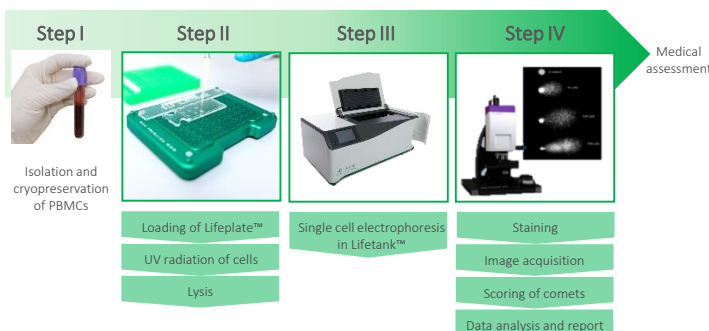 Step I
Step II
Step III
Step IV
Medical
assessment
Isolation and
cryopreservation
of PBMCs
Loading of Lifeplate™
UV radiation of cells
Lysis
Single cell electrophoresis
in Lifetank™
Staining
Image acquisition
Scoring of comets
Data analysis and report